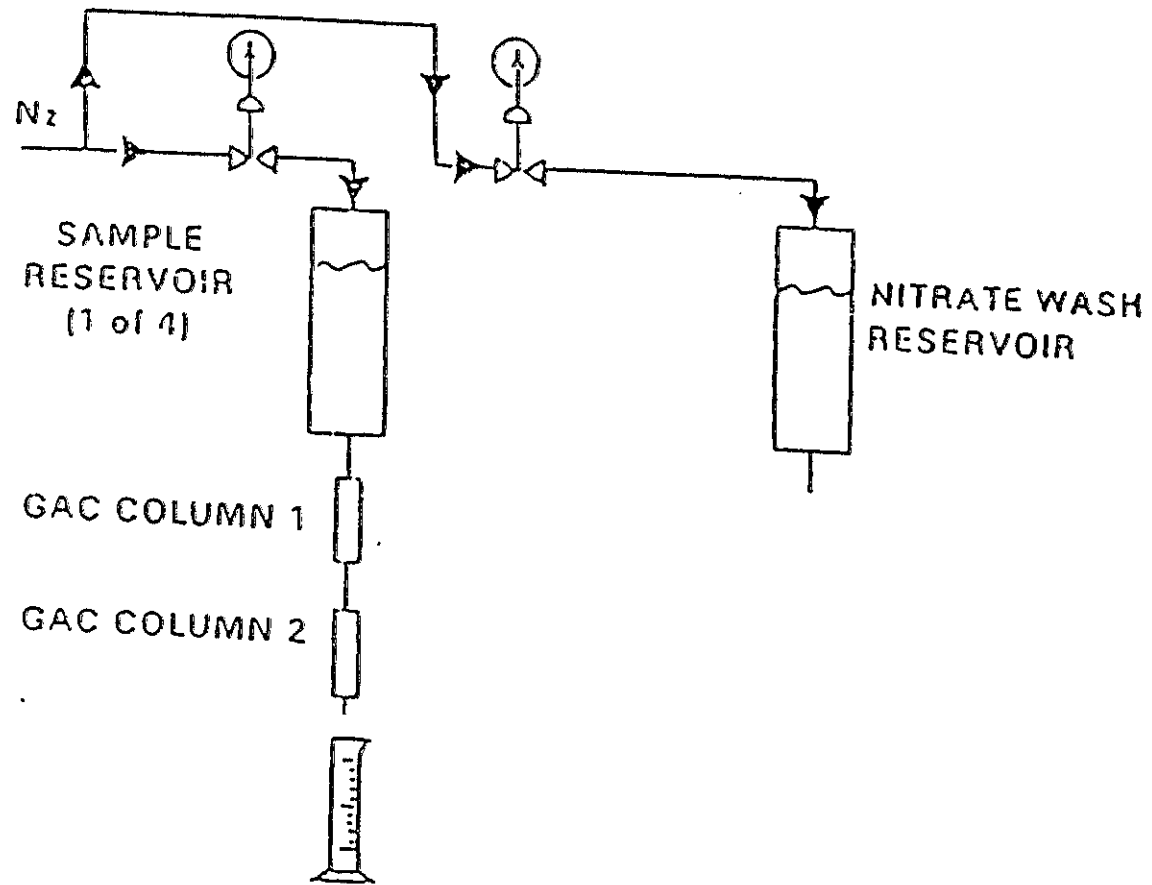 N2
SAMPLE
RESERVOIR
(1 of 4)
NITRATE WASH
RESERVOIR
GAC COLUMN 1
GAC COLUMN 2